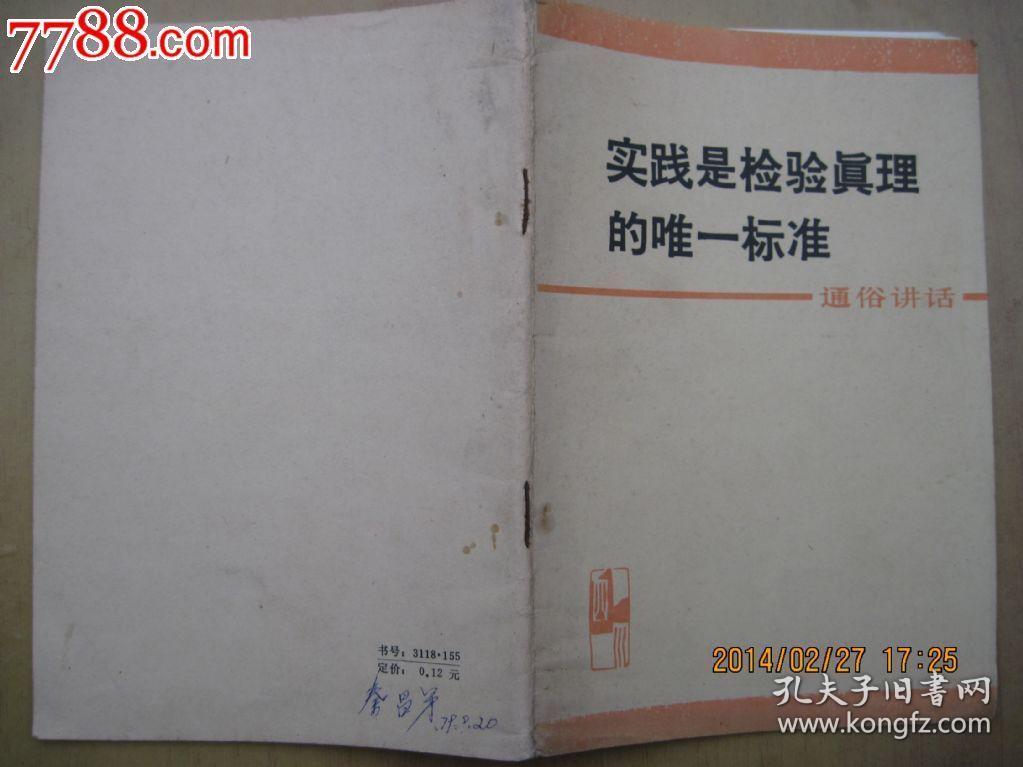 7788.com
实践是检验眞理
的唯一标准
通俗讲话
四川
书号：3118·155
定价： 0.12 元
2014/02/27 17:25
孔夫子旧书网
www.kongfz.com